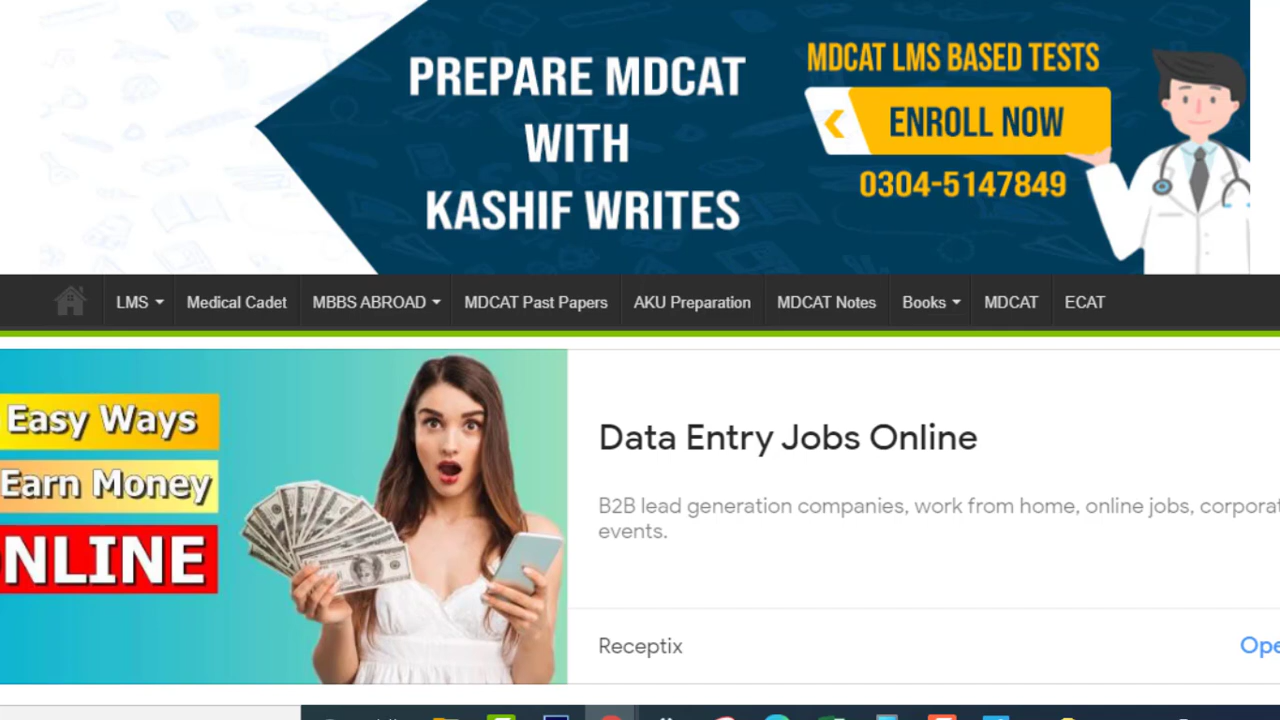 PREPARE MDCAT
WITH
KASHIF WRITES
MDCAT LMS BASED TESTS
ENROLL NOW
0304-5147849
LMS Medical Cadet MBBS ABROAD MDCAT Past Papers AKU Preparation MDCAT Notes Books MDCAT ECAT
Easy Ways
Earn Money
NLINE
Data Entry Jobs Online
B2B lead generation companies, work from home, online jobs, corporat
events.
Receptix
Ope